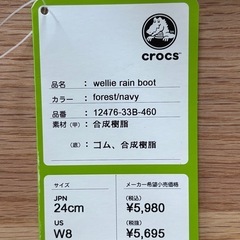 crocs™
品名 : wellie rain boot
カラー : forest/navy
品番 : 12476-33B-460
素材 (甲) : 合成樹脂
(底) : ゴム、合成樹脂
サイズ
メーカー希望小売価格
JPN
24cm
(税込)
¥5,980
US
W8
(税抜)
¥5,695